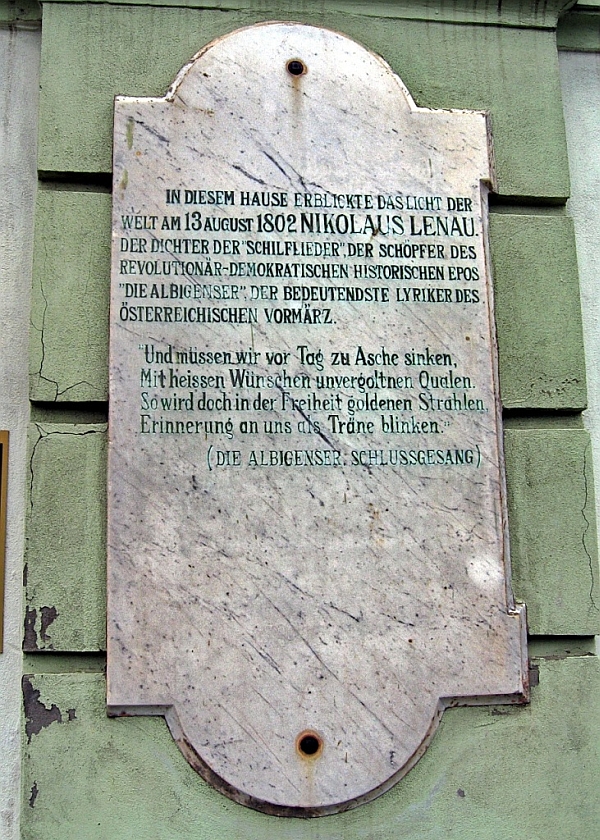 IN DIESEM HAUSE ERBLICKTE DAS LICHT DER
WELT AM 13 AUGUST 1802 NIKOLAUS LENAU.
DER DICHTER DER "SCHILFLIEDER", DER SCHÖPFER DES
REVOLUTIONÄR-DEMOKRATISCHEN HISTORISCHEN EPOS
"DIE ALBIGENSER", DER BEDEUTENDSTE LYRIKER DES
ÖSTERREICHISCHEN VORMÄRZ.
"Und müssen wir vor Tag zu Asche sinken,
Mit heissen Wünschen unvergoltnen Qualen.
So wird doch in der Freiheit goldenen Strahlen
Erinnerung an uns als Träne blinken."
(DIE ALBIGENSER. SCHLUSSGESANG)